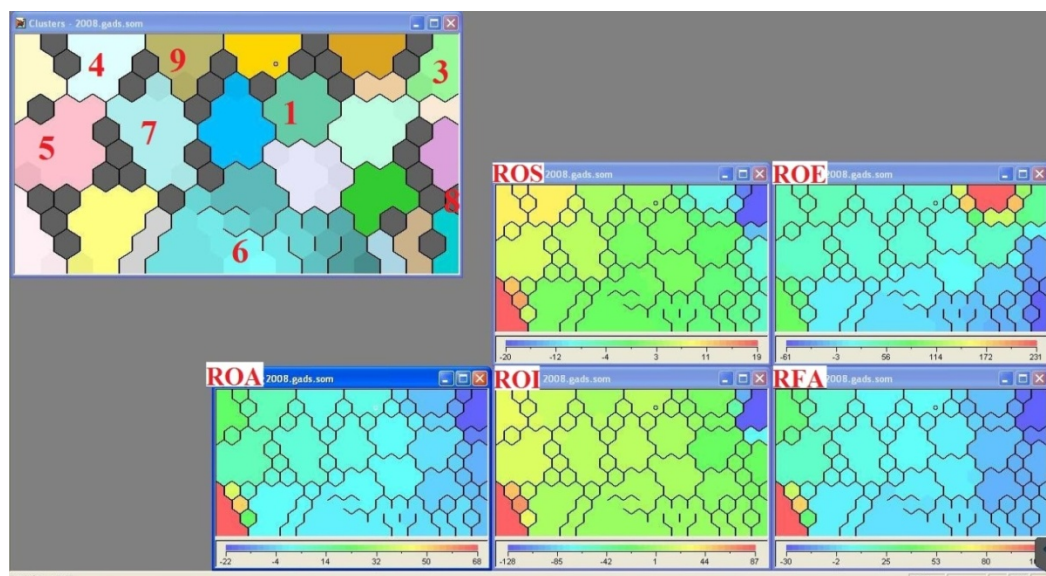 Clusters - 2008.gads.som
4
9
3
1
5
7
8
6
ROS
2008.gads.som
-20 -12 -4 3 11 19
ROE
2008.gads.som
-61 -3 56 114 172 231
ROA
2008.gads.som
-22 -4 14 32 50 68
ROI
2008.gads.som
-128 -85 -42 1 44 87
RFA
2008.gads.som
-30 -2 25 53 80